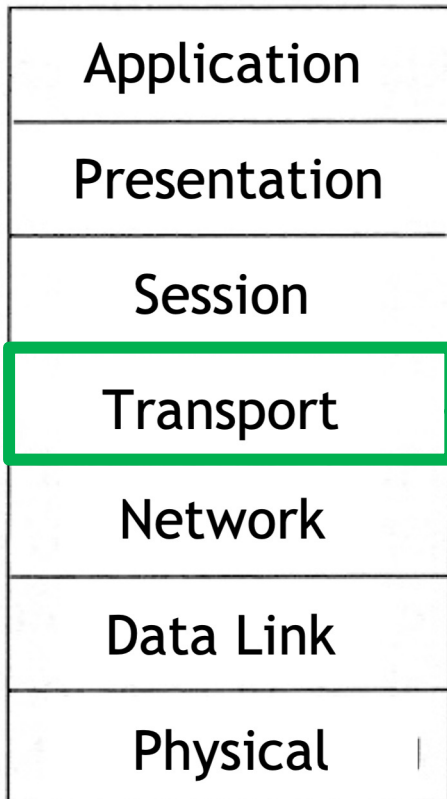 Application
Presentation
Session
Transport
Network
Data Link
Physical